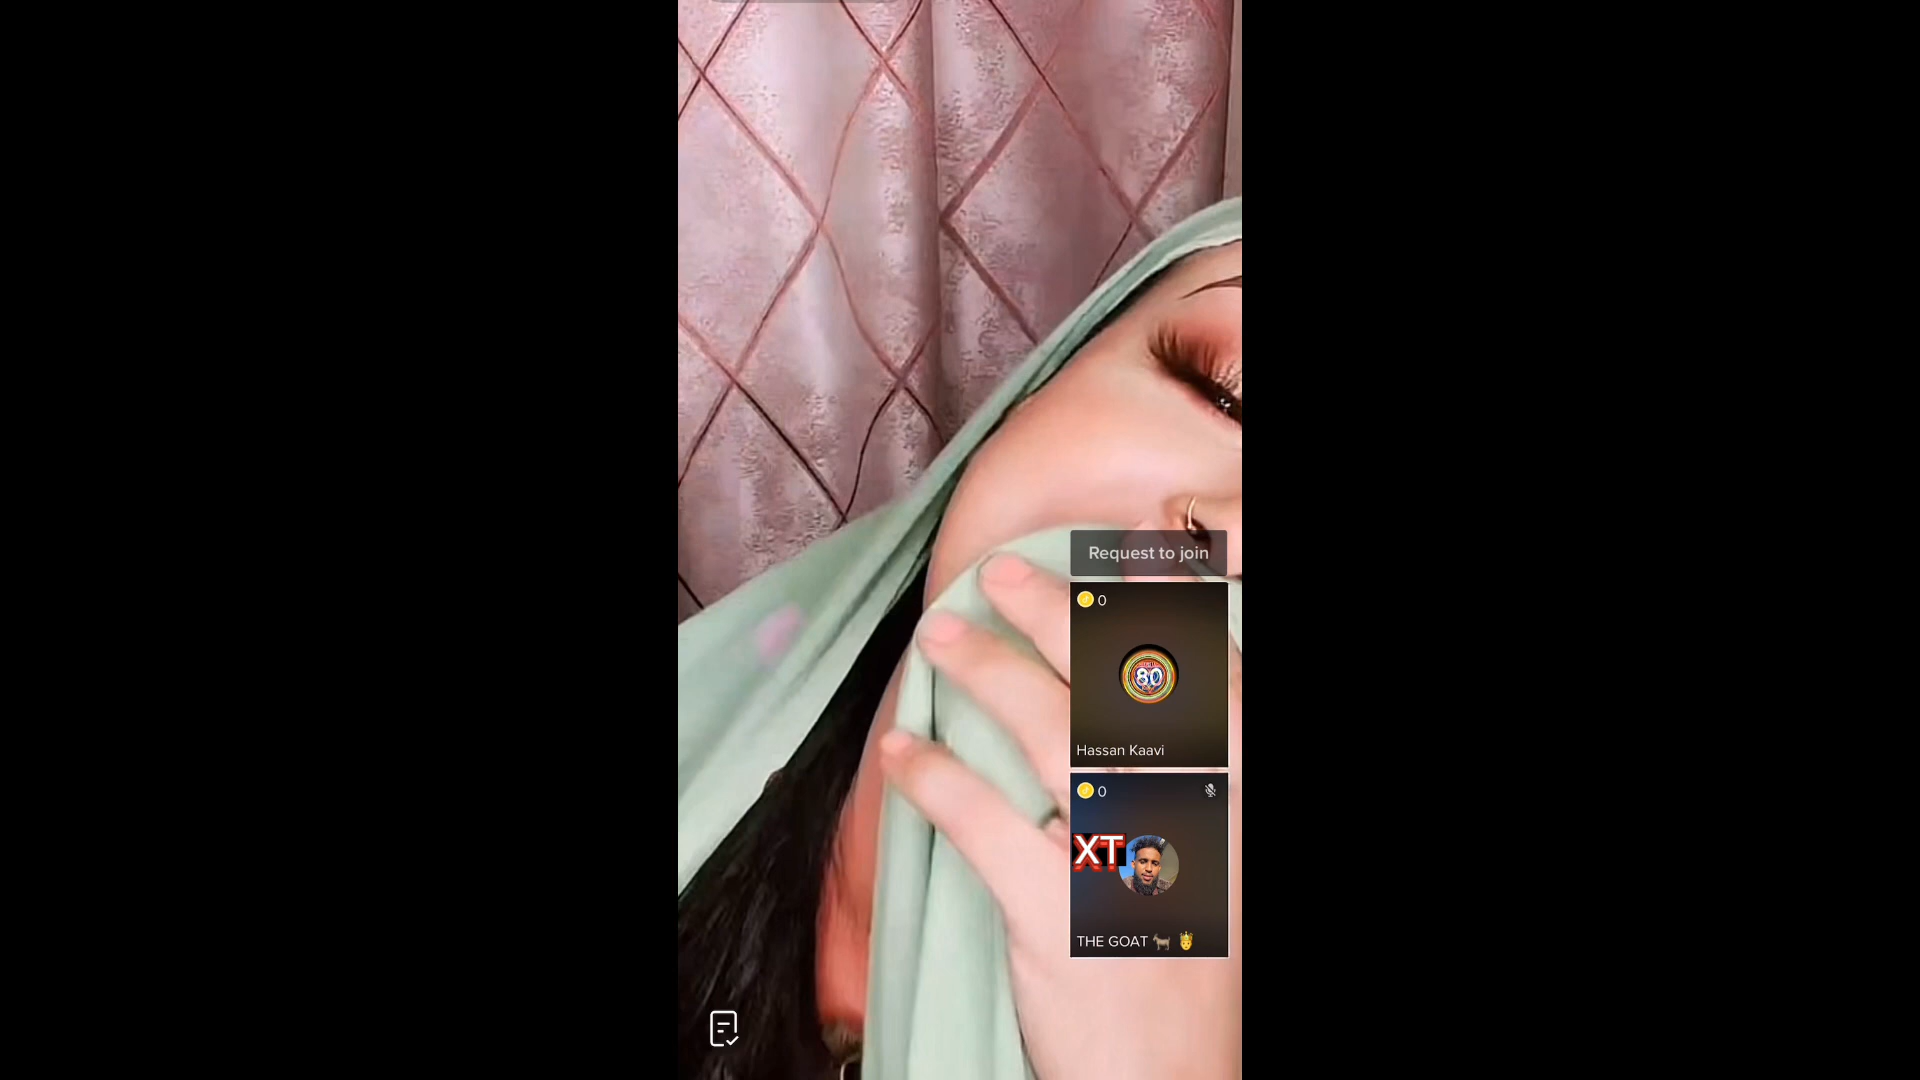 Request to join
0
80
Hassan Kaavi
0
XT
THE GOAT 🐐 🤴